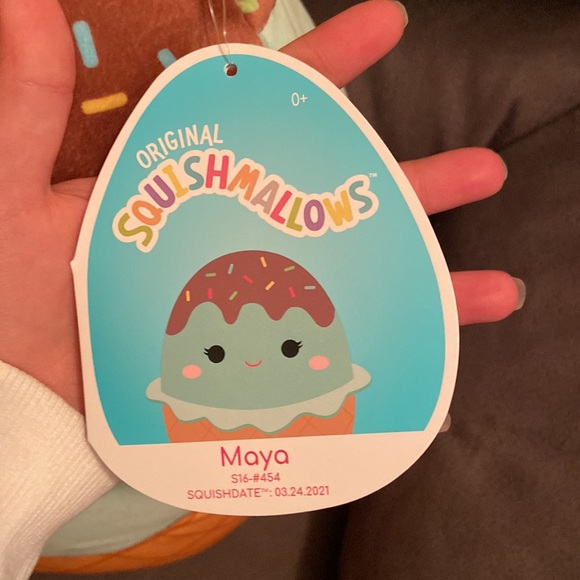 0+
ORIGINAL
SQUISHMALLOWS™
Maya
S16-#454
SQUISHDATE™: 03.24.2021